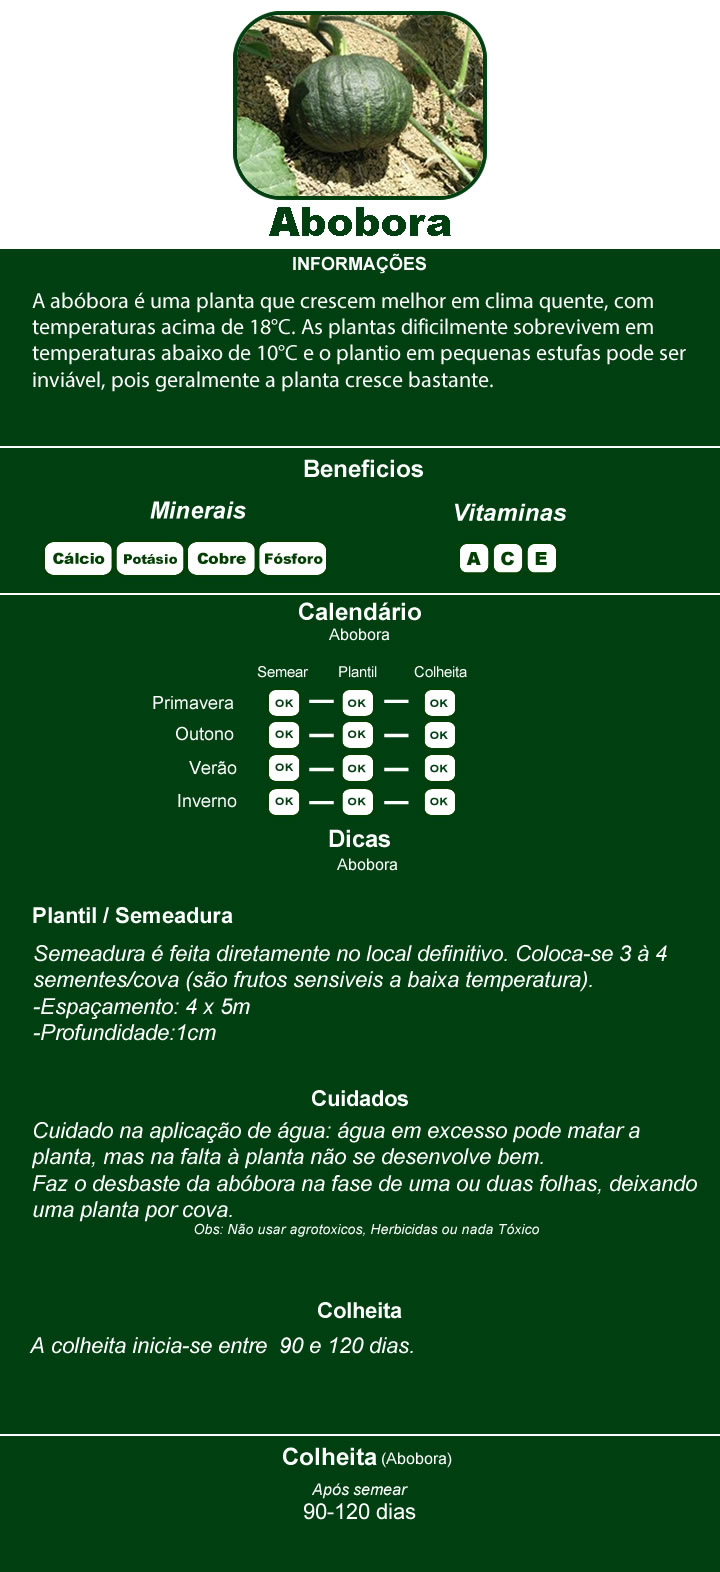 Abobora
INFORMAÇÕES
A abóbora é uma planta que crescem melhor em clima quente, com
temperaturas acima de 18°C. As plantas dificilmente sobrevivem em
temperaturas abaixo de 10°C e o plantio em pequenas estufas pode ser
inviável, pois geralmente a planta cresce bastante.
Beneficios
Minerais Vitaminas
Cálcio Potásio Cobre Fósforo A C E
Calendário
Abobora
Semear Plantil Colheita
Primavera OK OK OK
Outono OK OK OK
Verão OK OK OK
Inverno OK OK OK
Dicas
Abobora
Plantil / Semeadura
Semeadura é feita diretamente no local definitivo. Coloca-se 3 à 4
sementes/cova (são frutos sensiveis a baixa temperatura).
-Espaçamento: 4 x 5m
-Profundidade:1cm
Cuidados
Cuidado na aplicação de água: água em excesso pode matar a
planta, mas na falta à planta não se desenvolve bem.
Faz o desbaste da abóbora na fase de uma ou duas folhas, deixando
uma planta por cova.
Obs: Não usar agrotoxicos, Herbicidas ou nada Tóxico
Colheita
A colheita inicia-se entre  90 e 120 dias.
Colheita (Abobora)
Após semear
90-120 dias